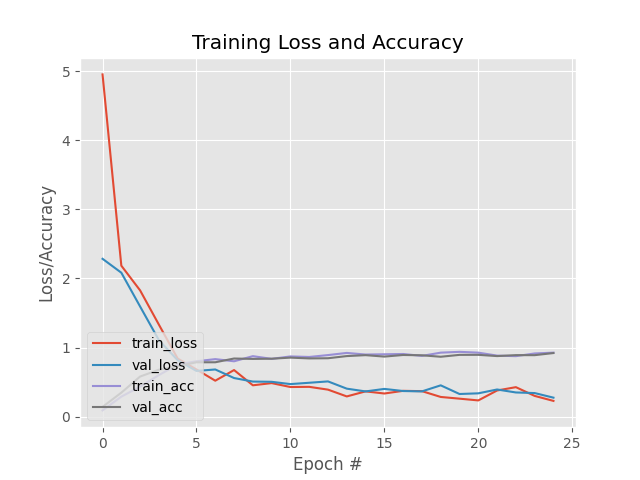 Training Loss and Accuracy
Loss/Accuracy
5
4
3
2
1
0
train_loss
val_loss
train_acc
val_acc
0 5 10 15 20 25
Epoch #